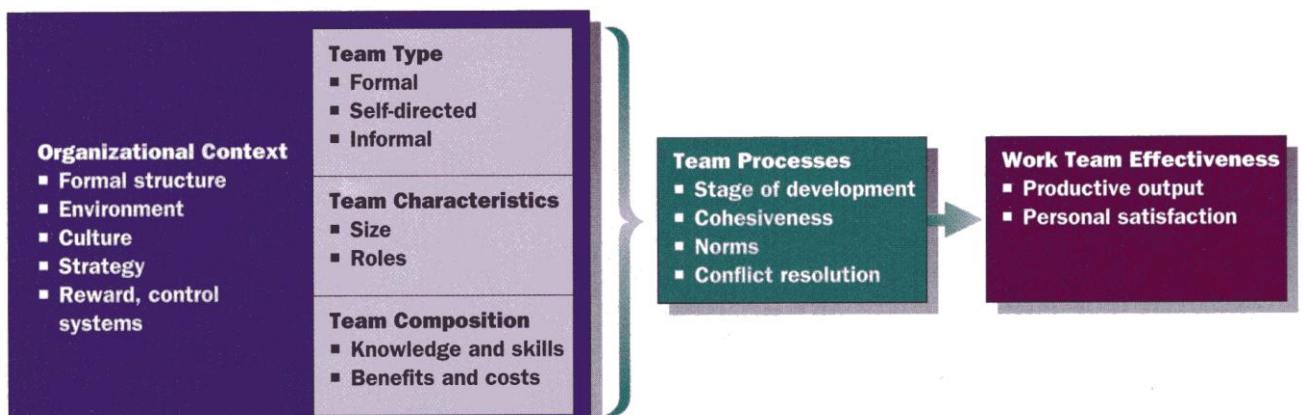 Organizational Context
▪ Formal structure
▪ Environment
▪ Culture
▪ Strategy
▪ Reward, control
systems
Team Type
▪ Formal
▪ Self-directed
▪ Informal
Team Characteristics
▪ Size
▪ Roles
Team Composition
▪ Knowledge and skills
▪ Benefits and costs
Team Processes
▪ Stage of development
▪ Cohesiveness
▪ Norms
▪ Conflict resolution
Work Team Effectiveness
▪ Productive output
▪ Personal satisfaction